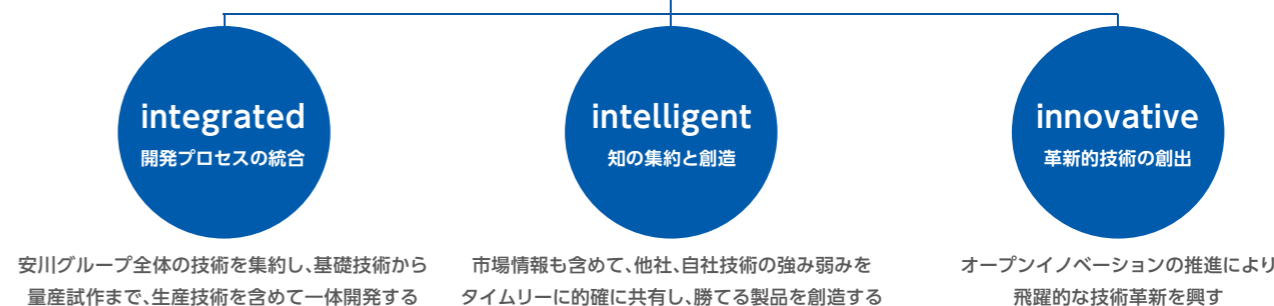 integrated
開発プロセスの統合
安川グループ全体の技術を集約し、基礎技術から
量産試作まで、生産技術を含めて一体開発する
intelligent
知の集約と創造
市場情報も含めて、他社、自社技術の強み弱みを
タイムリーに的確に共有し、勝てる製品を創造する
innovative
革新的技術の創出
オープンイノベーションの推進により
飛躍的な技術革新を興す